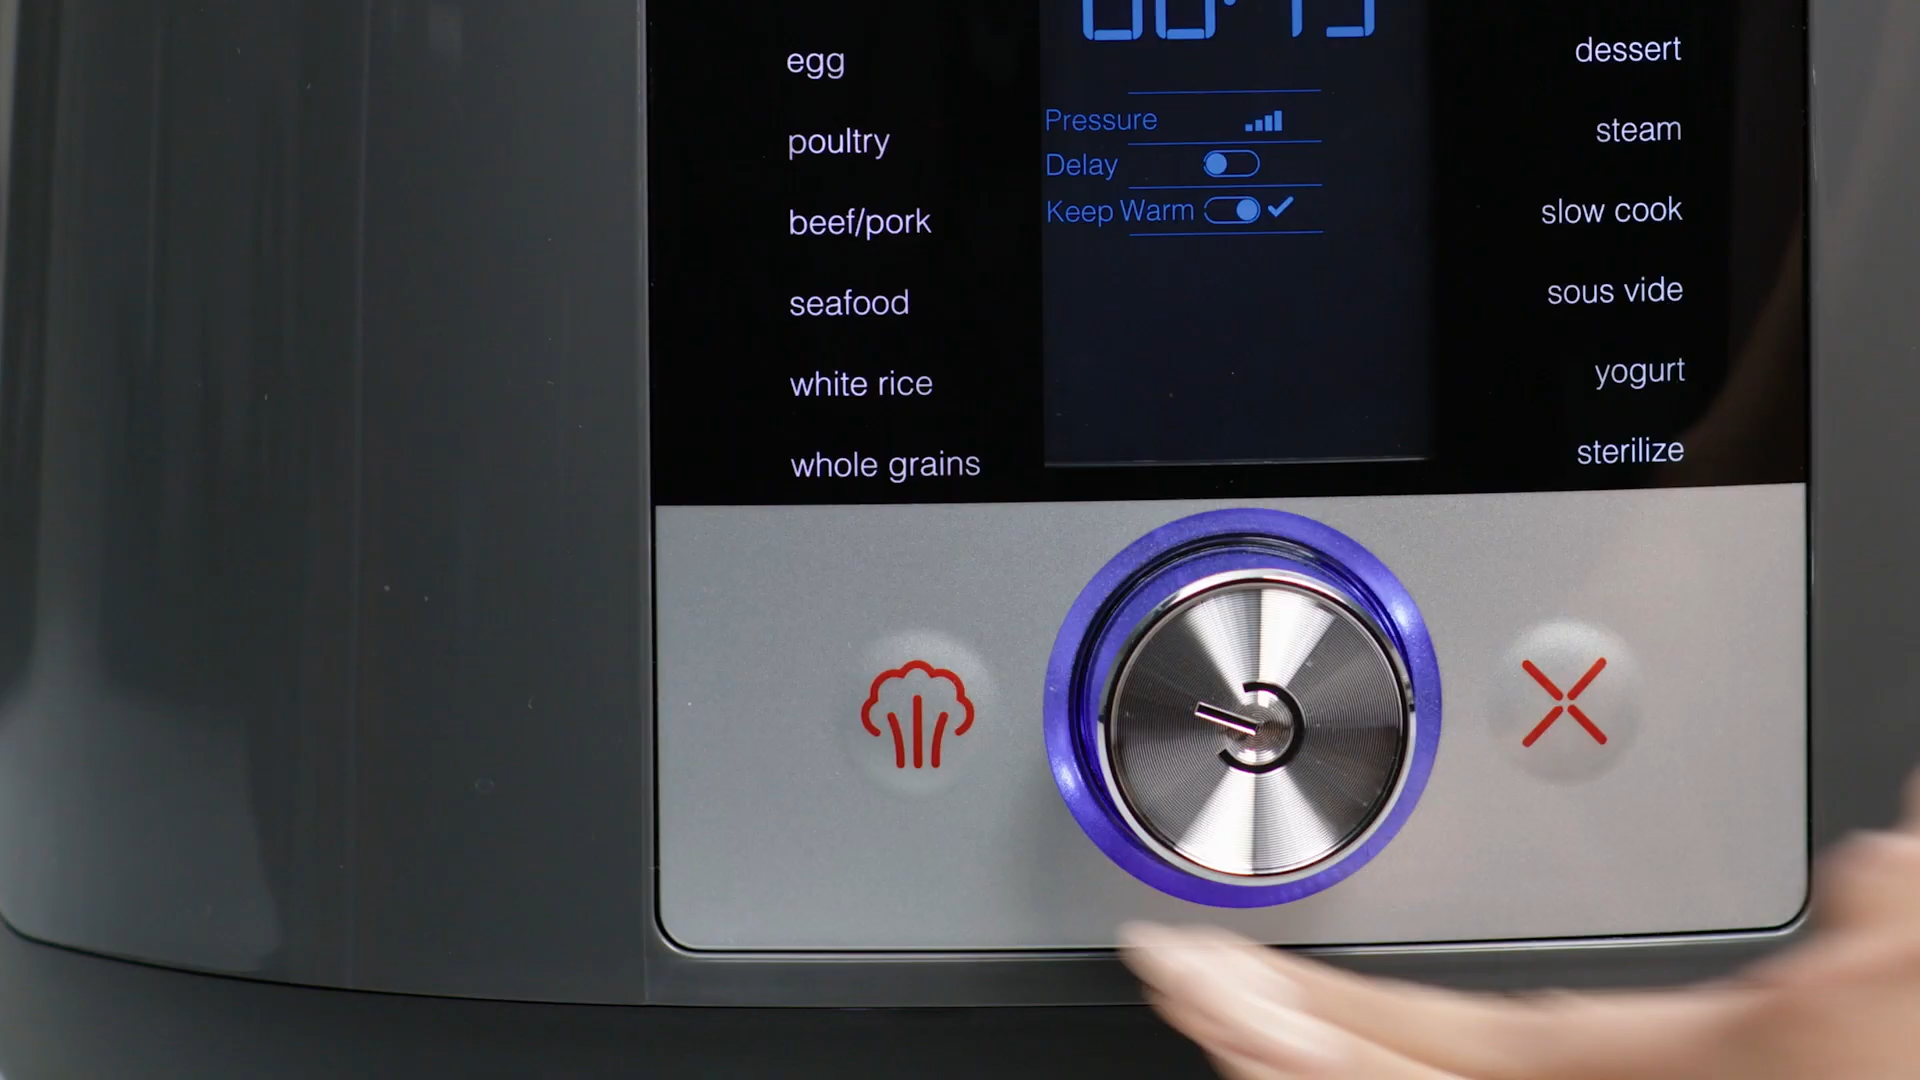 egg
poultry
beef/pork
seafood
white rice
whole grains
Pressure
Delay
Keep Warm
dessert
steam
slow cook
sous vide
yogurt
sterilize